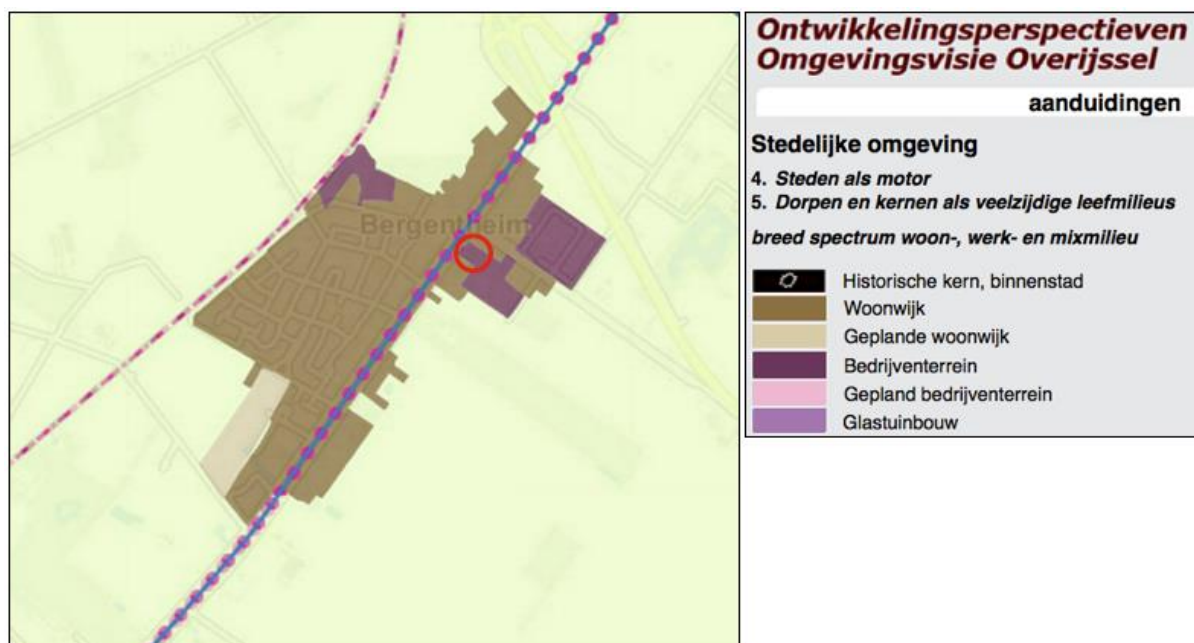 Bergentheim
Ontwikkelingsperspectieven
Omgevingsvisie Overijssel
aanduidingen
Stedelijke omgeving
4. Steden als motor
5. Dorpen en kernen als veelzijdige leefmilieus
breed spectrum woon-, werk- en mixmilieu
Historische kern, binnenstad
Woonwijk
Geplande woonwijk
Bedrijventerrein
Gepland bedrijventerrein
Glastuinbouw